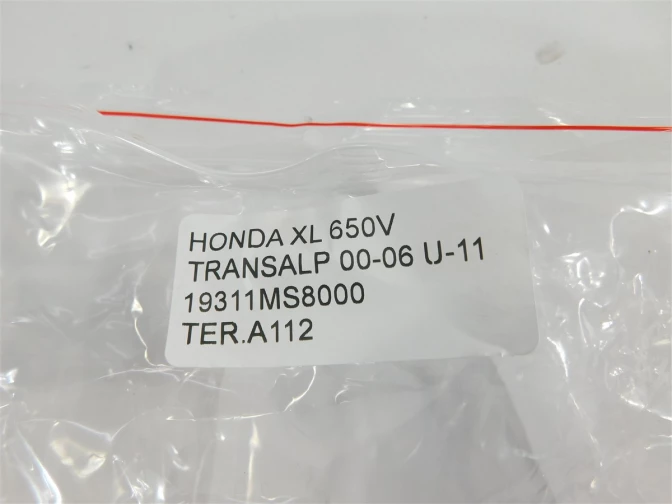 HONDA XL 650V
TRANSALP 00-06 U-11
19311MS8000
TER.A112